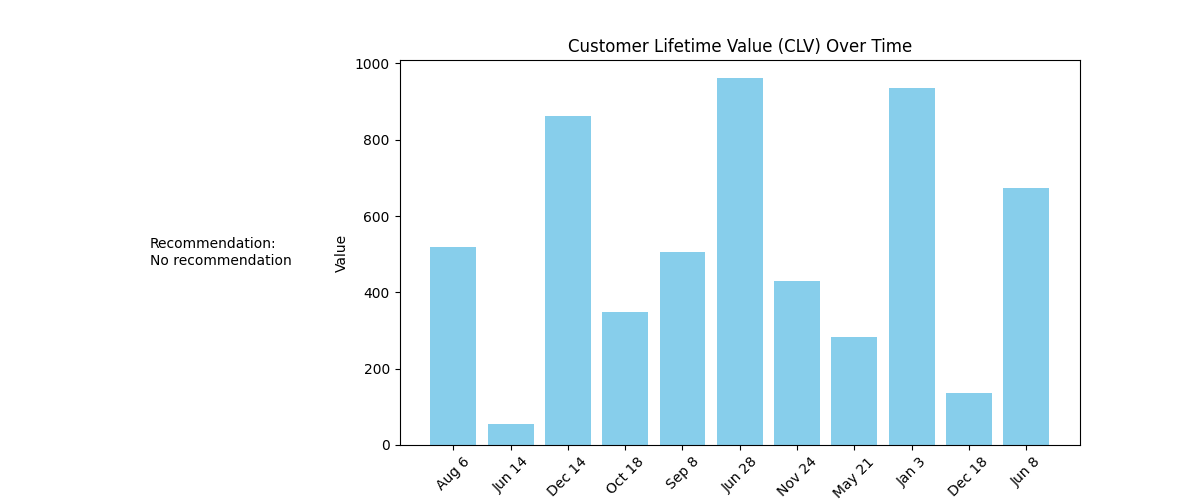 Customer Lifetime Value (CLV) Over Time
1000
800
600
400
200
0
Value
Recommendation:
No recommendation
Aug 6
Jun 14
Dec 14
Oct 18
Sep 8
Jun 28
Nov 24
May 21
Jan 3
Dec 18
Jun 8